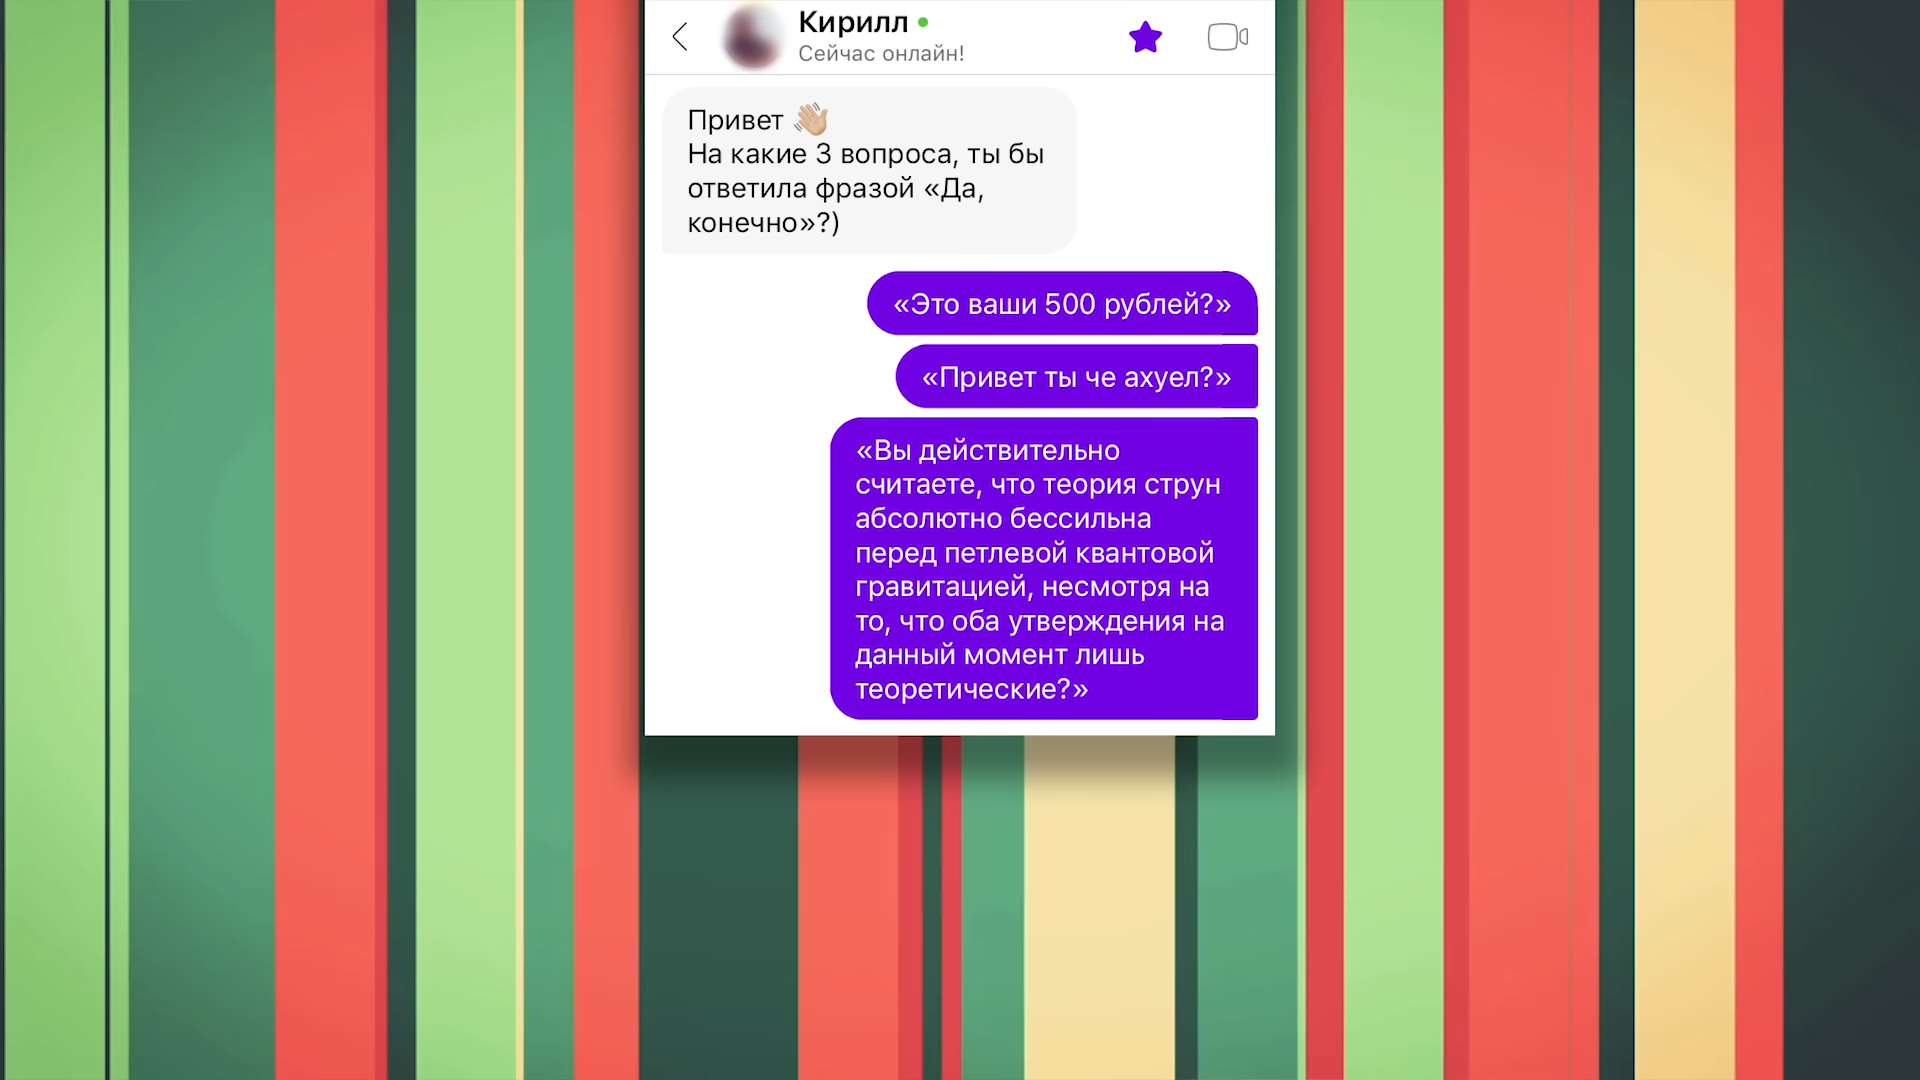 Кирилл
Сейчас онлайн!
Привет 👋🏼
На какие 3 вопроса, ты бы
ответила фразой «Да,
конечно»?)
«Это ваши 500 рублей?»
«Привет ты че ахуел?»
«Вы действительно
считаете, что теория струн
абсолютно бессильна
перед петлевой квантовой
гравитацией, несмотря на
то, что оба утверждения на
данный момент лишь
теоретические?»